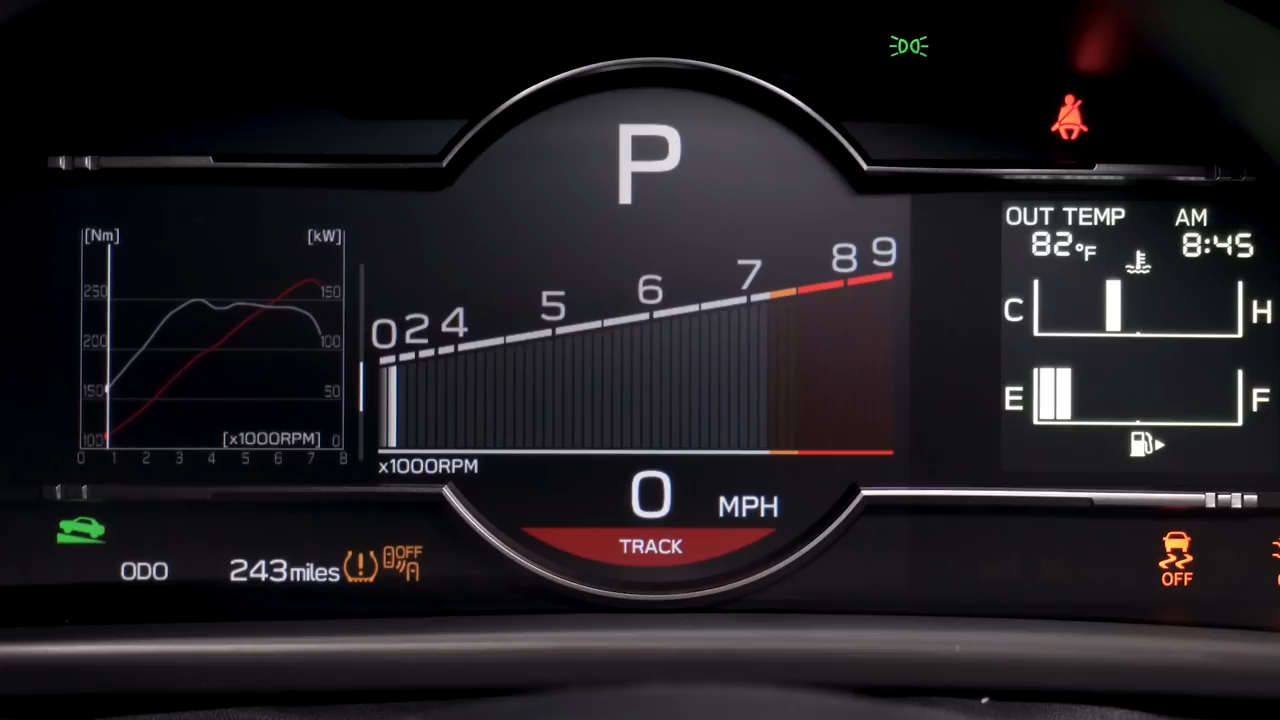 P
[Nm] [kW]
250 150
200 100
150 50
100 [x1000RPM] 0
0 1 2 3 4 5 6 7 8
0 2 4 5 6 7 8 9
x1000RPM
0 MPH
TRACK
OUT TEMP AM
82°F 8:45
C H
E F
ODO 243miles
OFF
OFF